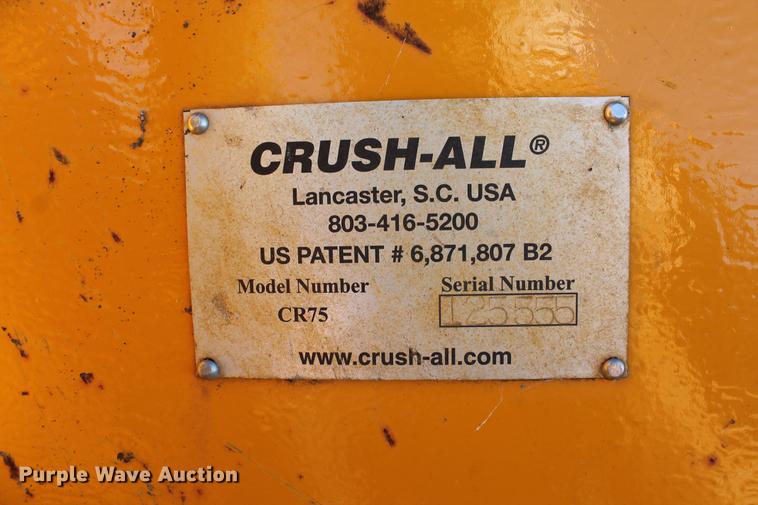 CRUSH-ALL®
Lancaster, S.C. USA
803-416-5200
US PATENT # 6,871,807 B2
Model Number Serial Number
CR75
www.crush-all.com
Purple Wave Auction